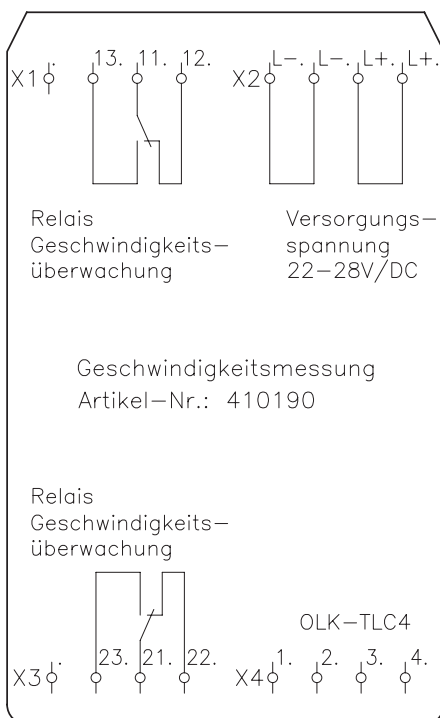 X1 . 13. 11. 12. X2 L-. L-. L+. L+.
Relais
Geschwindigkeits-
überwachung
Versorgungs-
spannung
22-28V/DC
Geschwindigkeitsmessung
Artikel-Nr.: 410190
Relais
Geschwindigkeits-
überwachung
OLK-TLC4
X3 . 23. 21. 22. X4 1. 2. 3. 4.